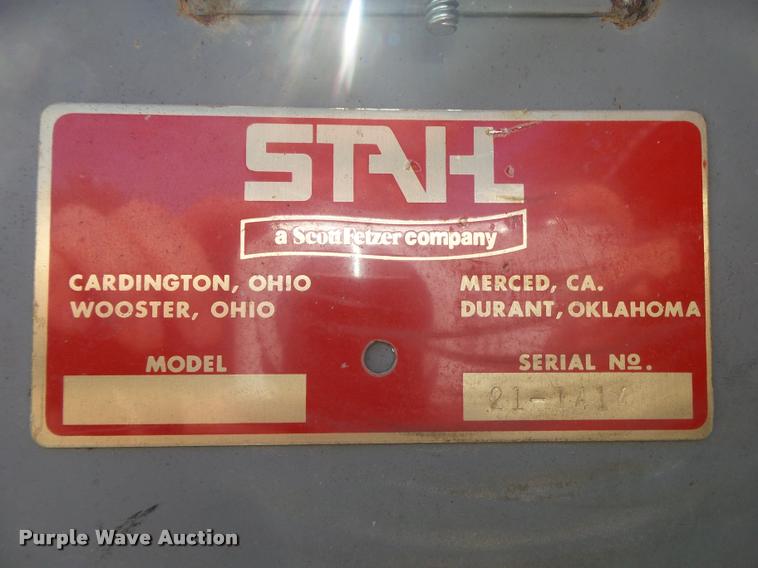 STAHL
a Scott Fetzer company
CARDINGTON, OHIO
WOOSTER, OHIO
MERCED, CA.
DURANT, OKLAHOMA
MODEL
SERIAL NO.
Purple Wave Auction